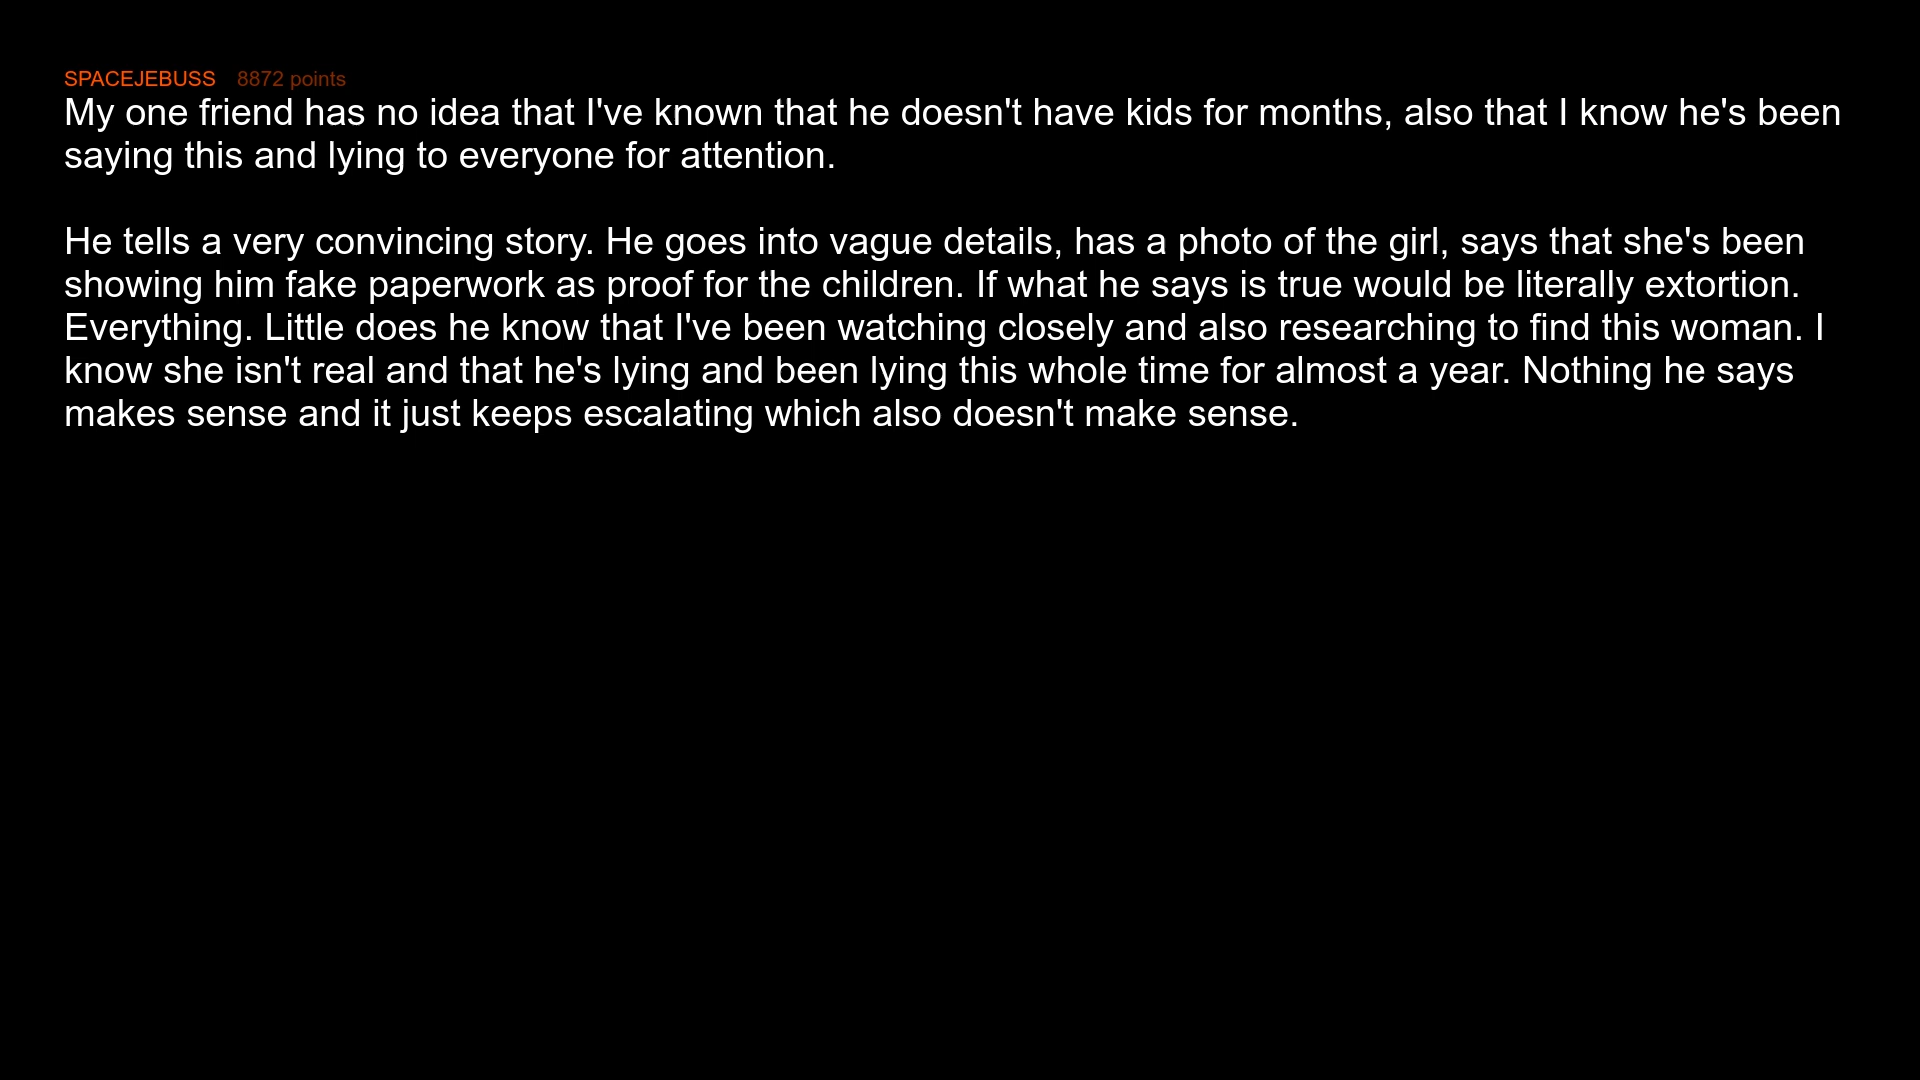 SPACEJEBUSS 8872 points
My one friend has no idea that I've known that he doesn't have kids for months, also that I know he's been
saying this and lying to everyone for attention.
He tells a very convincing story. He goes into vague details, has a photo of the girl, says that she's been
showing him fake paperwork as proof for the children. If what he says is true would be literally extortion.
Everything. Little does he know that I've been watching closely and also researching to find this woman. I
know she isn't real and that he's lying and been lying this whole time for almost a year. Nothing he says
makes sense and it just keeps escalating which also doesn't make sense.